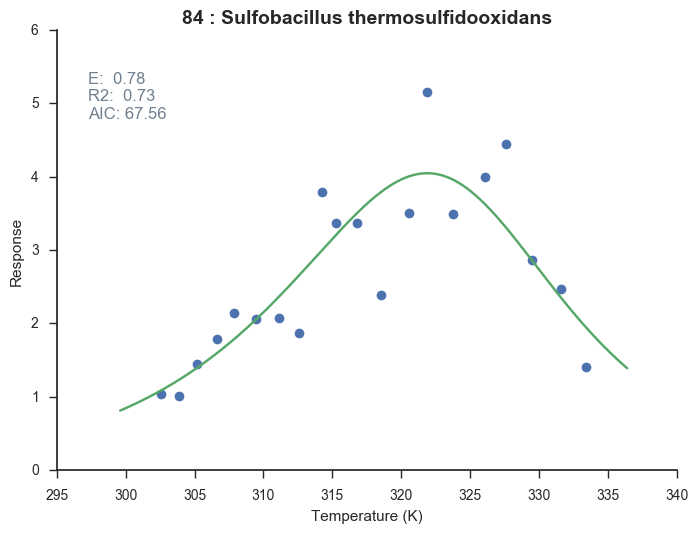 84 : Sulfobacillus thermosulfidooxidans
E: 0.78
R2: 0.73
AIC: 67.56
Response
6
5
4
3
2
1
0
295 300 305 310 315 320 325 330 335 340
Temperature (K)